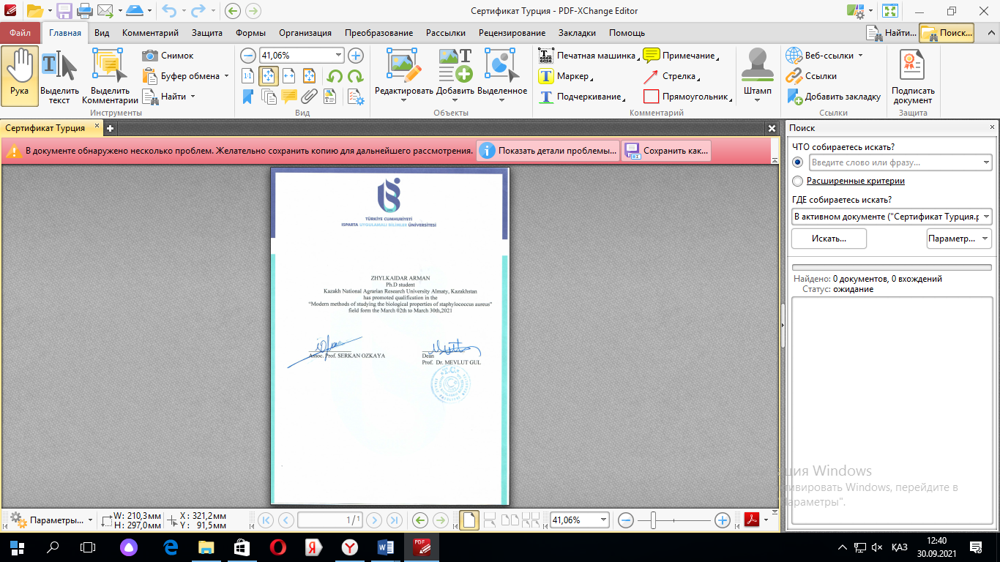 Сертификат Турция - PDF-XChange Editor
Файл Главная Вид Комментарий Защита Формы Организация Преобразование Рассылки Рецензирование Закладки Помощь Найти... Поиск...
Рука
Выделить текст
Выделить Комментарии
Снимок
Буфер обмена
Найти
Инструменты
41,06%
1:1
Вид
Редактировать
Добавить
Выделенное
Объекты
Печатная машинка
Маркер
Подчеркивание
Примечание
Стрелка
Прямоугольник
Штамп
Комментарий
Веб-ссылки
Ссылки
Добавить закладку
Ссылки
Подписать документ
Защита
Сертификат Турция
В документе обнаружено несколько проблем. Желательно сохранить копию для дальнейшего рассмотрения. Показать детали проблемы... Сохранить как...
TÜRKİYE CUMHURİYETİ
ISPARTA UYGULAMALI BİLİMLER ÜNİVERSİTESİ
ZHYLKAIDAR ARMAN
Ph.D student
Kazakh National Agrarian Research University Almaty, Kazakhstan
has promoted qualification in the
"Modern methods of studying the biological properties of staphylococcus aureus"
field form the March 02th to March 30th,2021
Assoc. Prof. SERKAN OZKAYA
Dean
Prof. Dr. MEVLUT GUL
T.C.
Поиск
ЧТО собираетесь искать?
Введите слово или фразу...
Расширенные критерии
ГДЕ собираетесь искать?
В активном документе ("Сертификат Турция.p
Искать...
Параметр...
Найдено: 0 документов, 0 вхождений
Статус: ожидание
ция Windows
тивировать Windows, перейдите в
"Параметры".
Параметры...
W: 210,3мм
H: 297,0мм
X: 321,2мм
Y: 91,5мм
1/1
41,06%
ҚАЗ
12:40
30.09.2021